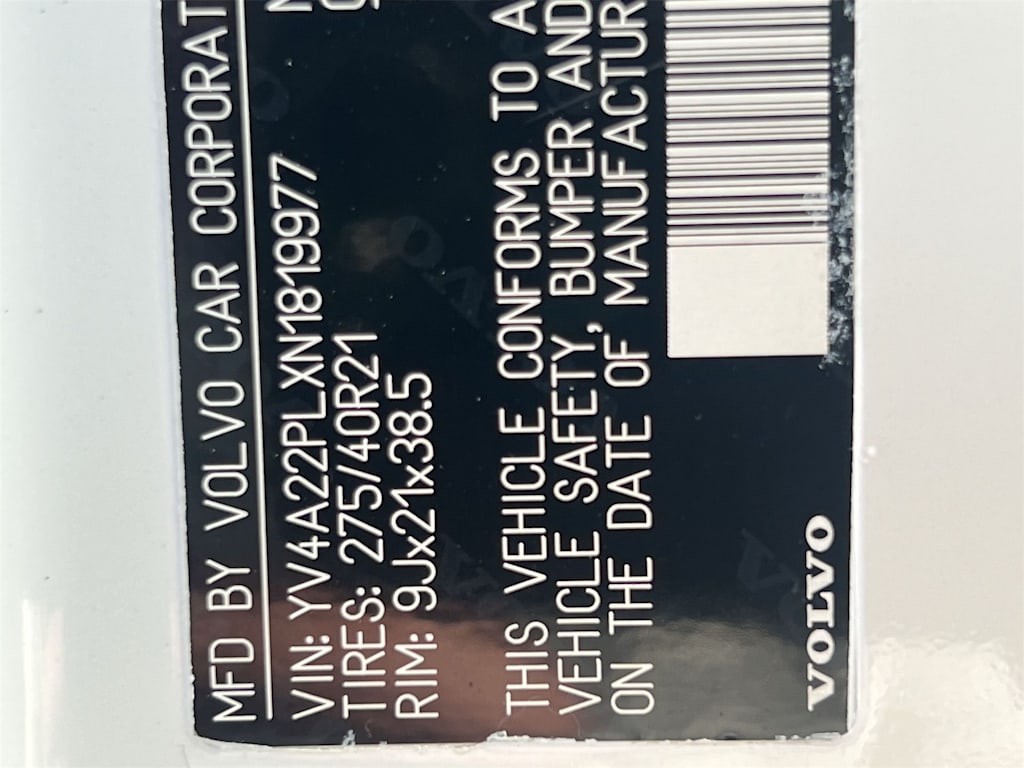 MFD BY VOLVO CAR CORPORAT
VIN: YV4A22PLXN1819977
TIRES: 275/40R21
RIM: 9Jx21x38.5
THIS VEHICLE CONFORMS TO A
VEHICLE SAFETY, BUMPER AND
ON THE DATE OF MANUFACTUR
VOLVO